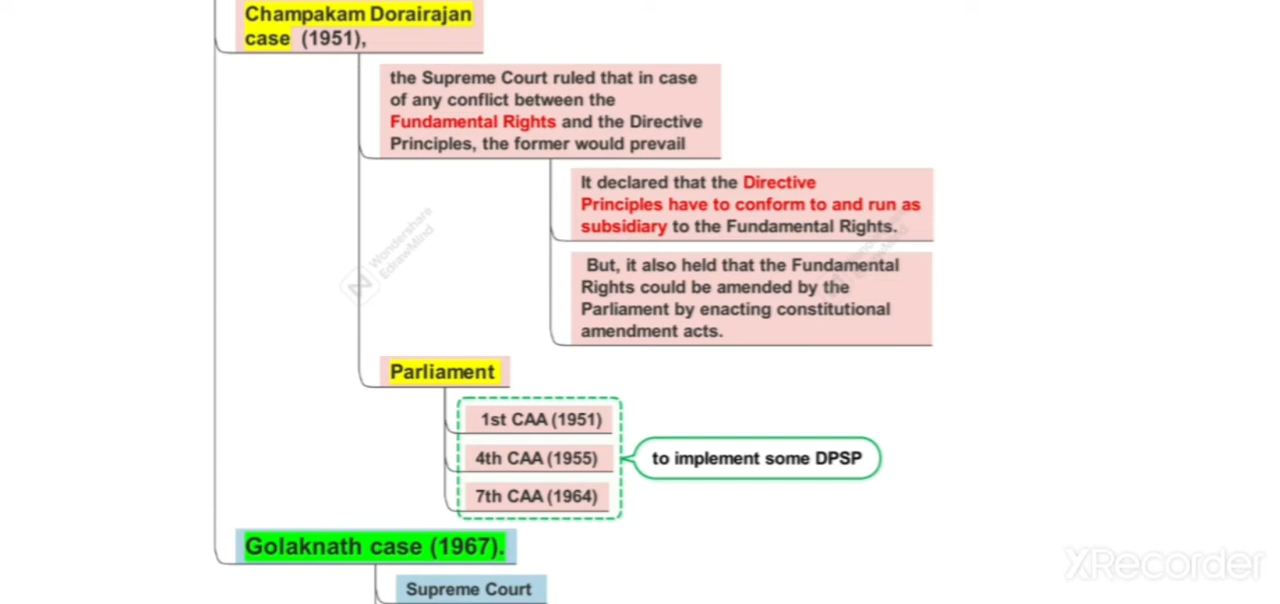 Champakam Dorairajan
case (1951),
the Supreme Court ruled that in case
of any conflict between the
Fundamental Rights and the Directive
Principles, the former would prevail
It declared that the Directive
Principles have to conform to and run as
subsidiary to the Fundamental Rights.
But, it also held that the Fundamental
Rights could be amended by the
Parliament by enacting constitutional
amendment acts.
Wondershare
EdrawMind
Parliament
1st CAA (1951)
4th CAA (1955)
to implement some DPSP
7th CAA (1964)
Golaknath case (1967).
Supreme Court
XRecorder